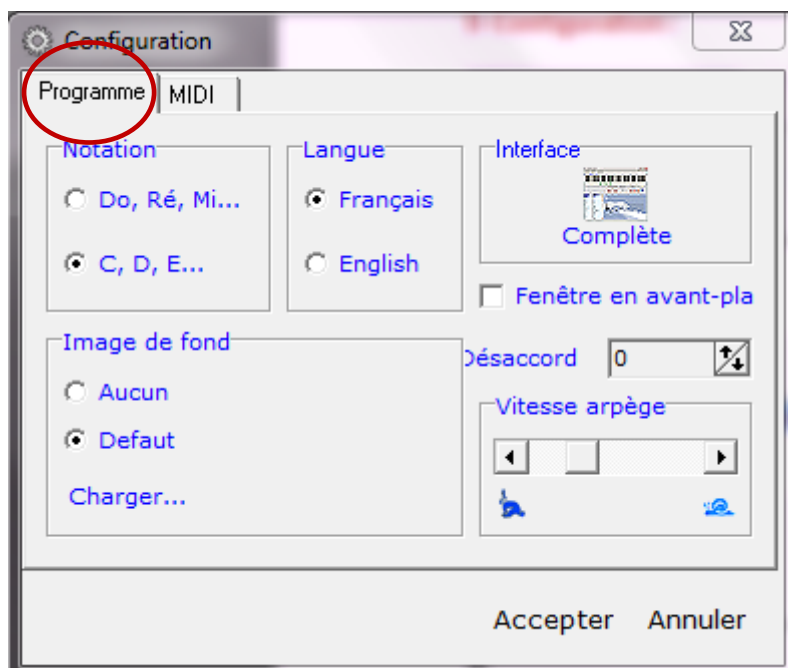 Configuration
Programme MIDI
Notation
Do, Ré, Mi...
C, D, E...
Langue
Français
English
Interface
Complète
Fenêtre en avant-pla
Image de fond
Aucun
Defaut
Charger...
Désaccord 0
Vitesse arpège
Accepter Annuler